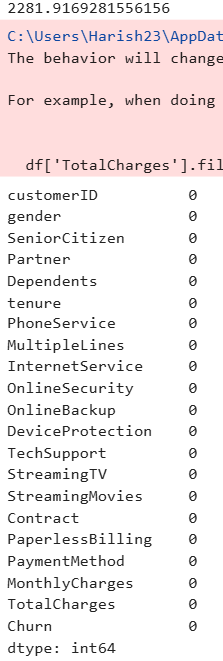 2281.9169281556156
C:\Users\Harish23\AppDat
The behavior will change
For example, when doing
df['TotalCharges'].fil
customerID 0
gender 0
SeniorCitizen 0
Partner 0
Dependents 0
tenure 0
PhoneService 0
MultipleLines 0
InternetService 0
OnlineSecurity 0
OnlineBackup 0
DeviceProtection 0
TechSupport 0
StreamingTV 0
StreamingMovies 0
Contract 0
PaperlessBilling 0
PaymentMethod 0
MonthlyCharges 0
TotalCharges 0
Churn 0
dtype: int64